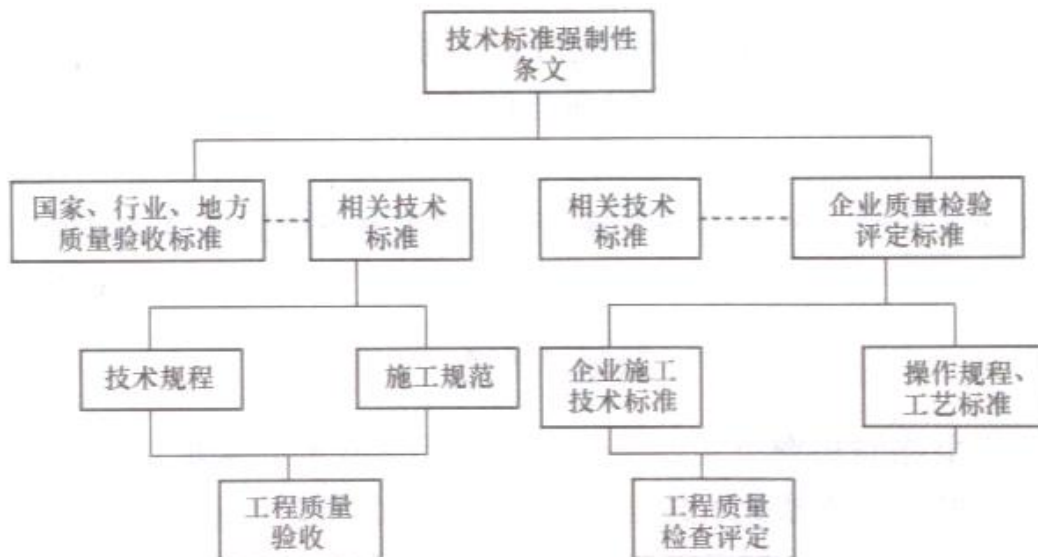 技术标准强制性
条文
国家、行业、地方
质量验收标准
相关技术
标准
相关技术
标准
企业质量检验
评定标准
技术规程
施工规范
企业施工
技术标准
操作规程、
工艺标准
工程质量
验收
工程质量
检查评定